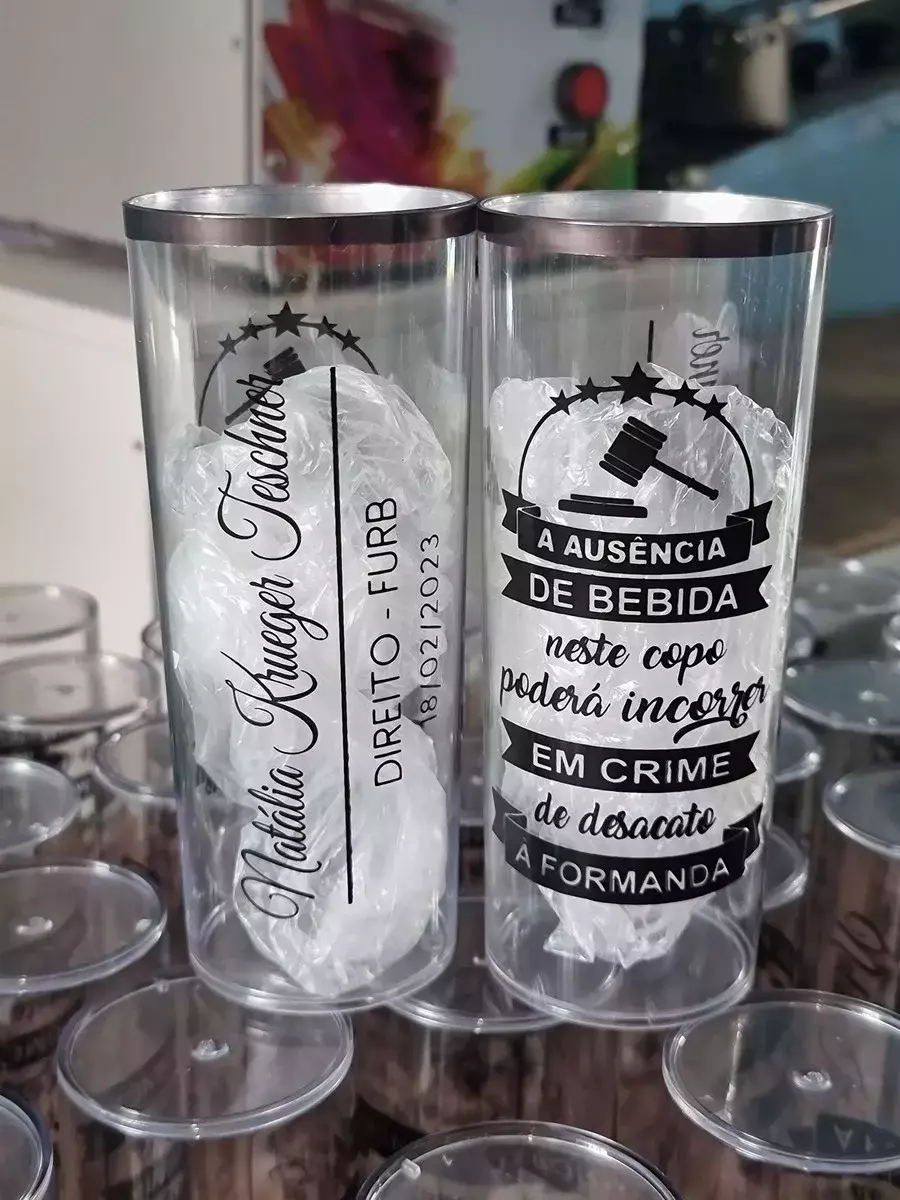 Natália Krueger Teschner
DIREITO - FURB
18/02/2023
A AUSÊNCIA
DE BEBIDA
neste copo
poderá incorrer
EM CRIME
de desacato
À FORMANDA